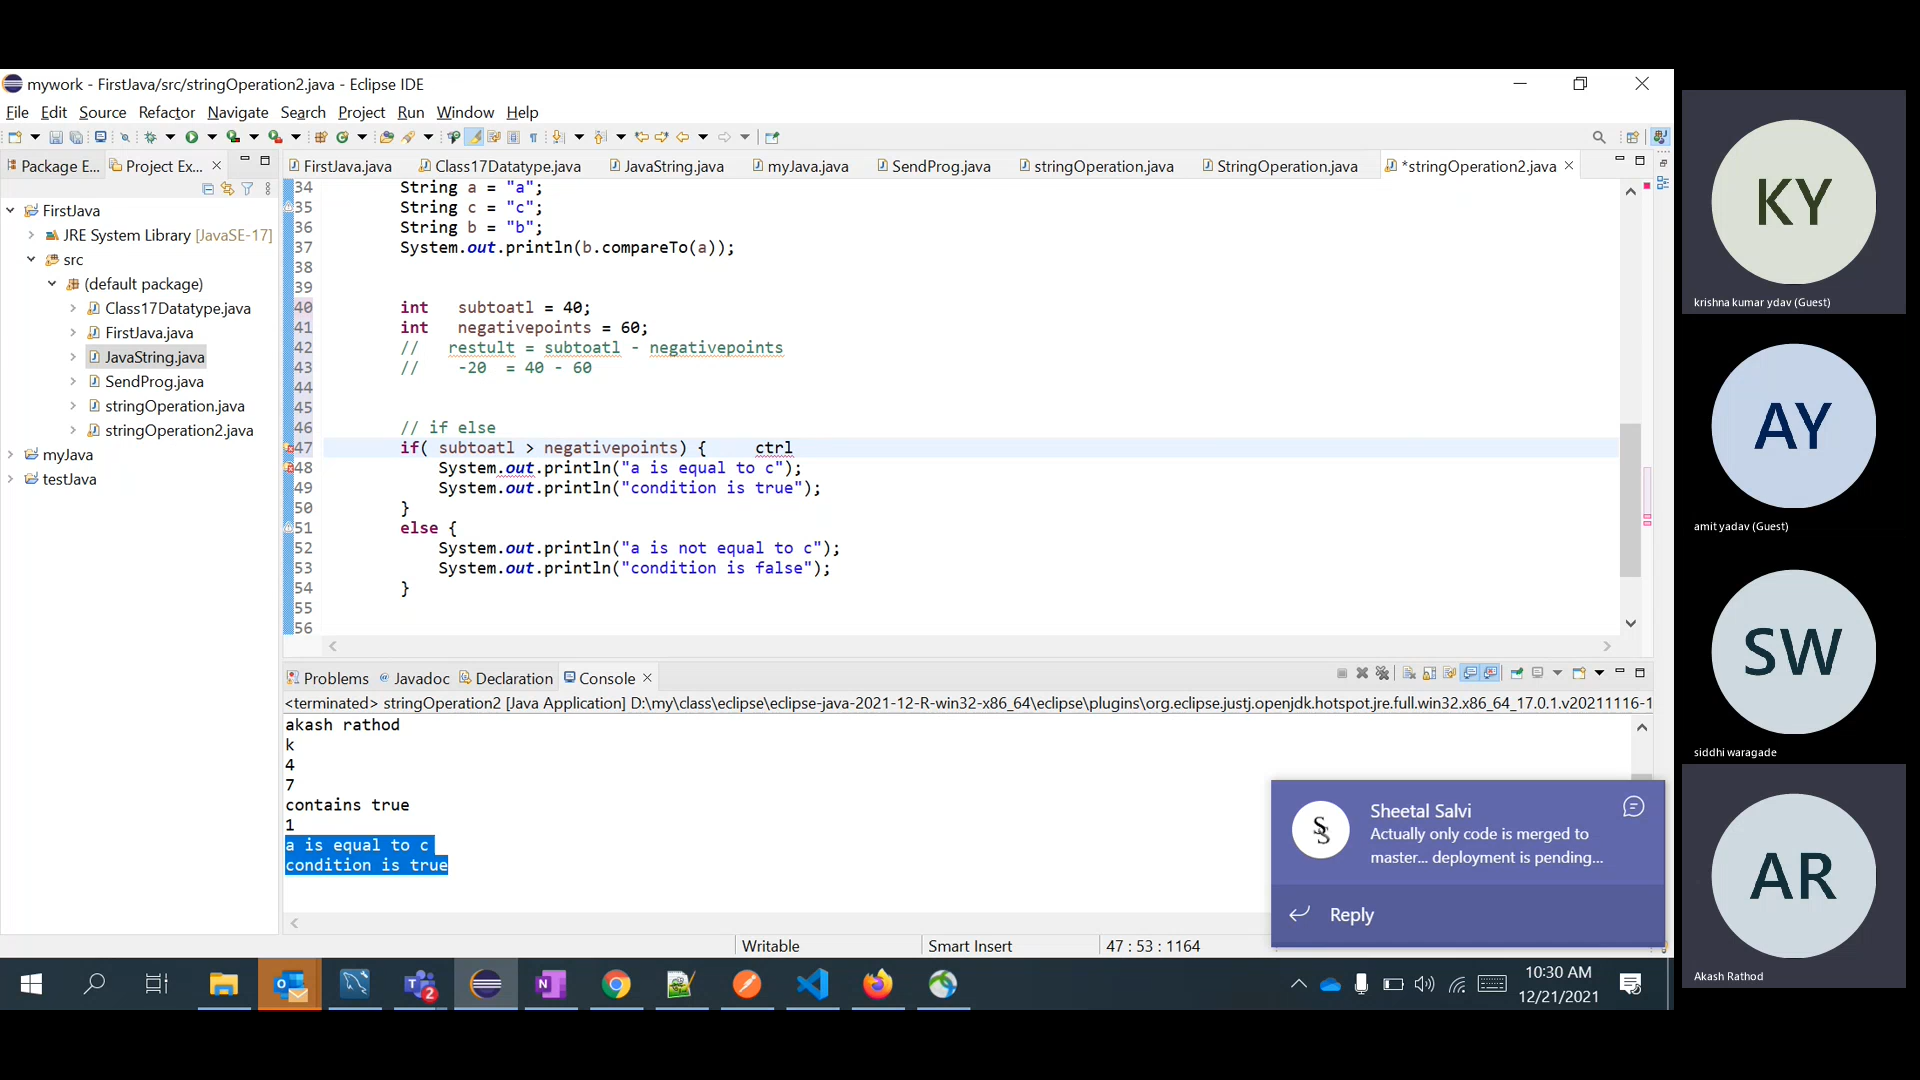 mywork - FirstJava/src/stringOperation2.java - Eclipse IDE
File Edit Source Refactor Navigate Search Project Run Window Help
Package E... Project Ex...
FirstJava.java Class17Datatype.java JavaString.java myJava.java SendProg.java stringOperation.java StringOperation.java *stringOperation2.java
FirstJava
JRE System Library [JavaSE-17]
src
(default package)
Class17Datatype.java
FirstJava.java
JavaString.java
SendProg.java
stringOperation.java
stringOperation2.java
myJava
testJava
34 String a = "a";
35 String c = "c";
36 String b = "b";
37 System.out.println(b.compareTo(a));
38
39
40 int subtoatl = 40;
41 int negativepoints = 60;
42 // restult = subtoatl - negativepoints
43 // -20 = 40 - 60
44
45
46 // if else
47 if( subtoatl > negativepoints) { ctrl
48 System.out.println("a is equal to c");
49 System.out.println("condition is true");
50 }
51 else {
52 System.out.println("a is not equal to c");
53 System.out.println("condition is false");
54 }
55
56
Problems Javadoc Declaration Console
<terminated> stringOperation2 [Java Application] D:\my\class\eclipse\eclipse-java-2021-12-R-win32-x86_64\eclipse\plugins\org.eclipse.justj.openjdk.hotspot.jre.full.win32.x86_64_17.0.1.v20211116-1
akash rathod
k
4
7
contains true
1
a is equal to c
condition is true
Writable Smart Insert 47 : 53 : 1164
Sheetal Salvi
Actually only code is merged to
master... deployment is pending...
Reply
10:30 AM
12/21/2021
2
KY
krishna kumar ydav (Guest)
AY
amit yadav (Guest)
SW
siddhi waragade
AR
Akash Rathod